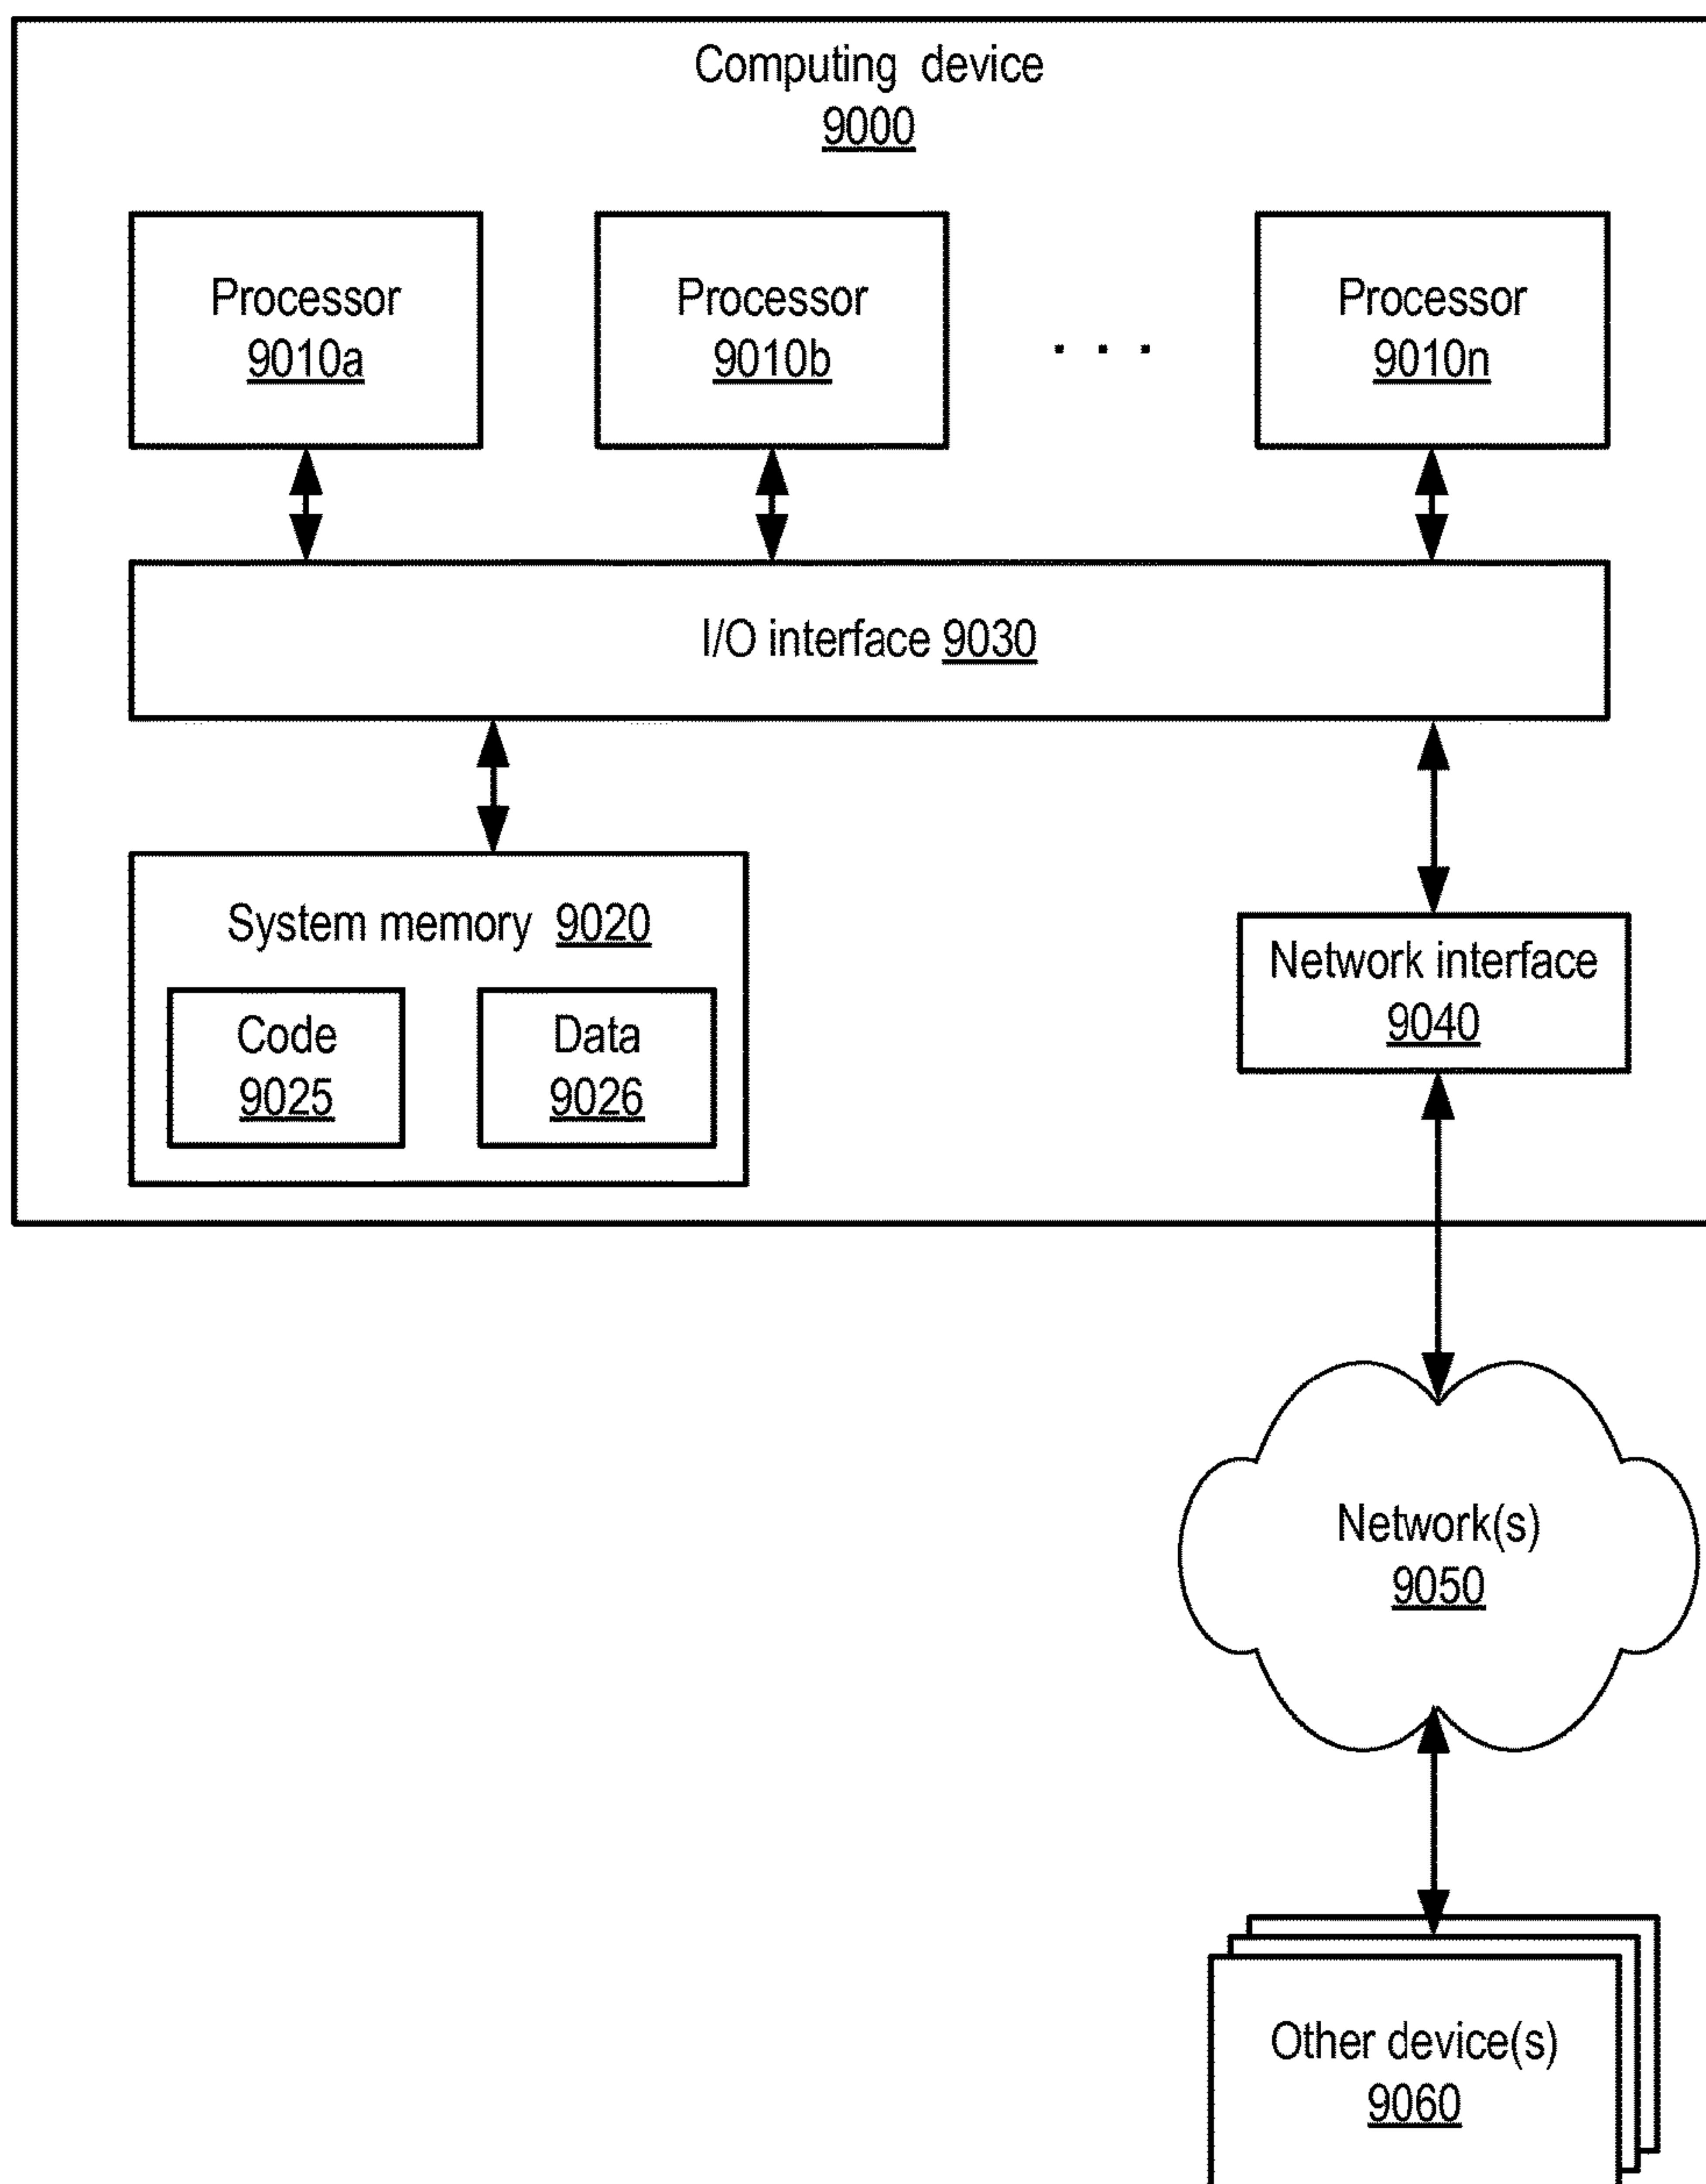 Computing device
9000
Processor
9010a
Processor
9010b
. . .
Processor
9010n
I/O interface 9030
System memory 9020
Code
9025
Data
9026
Network interface
9040
Network(s)
9050
Other device(s)
9060